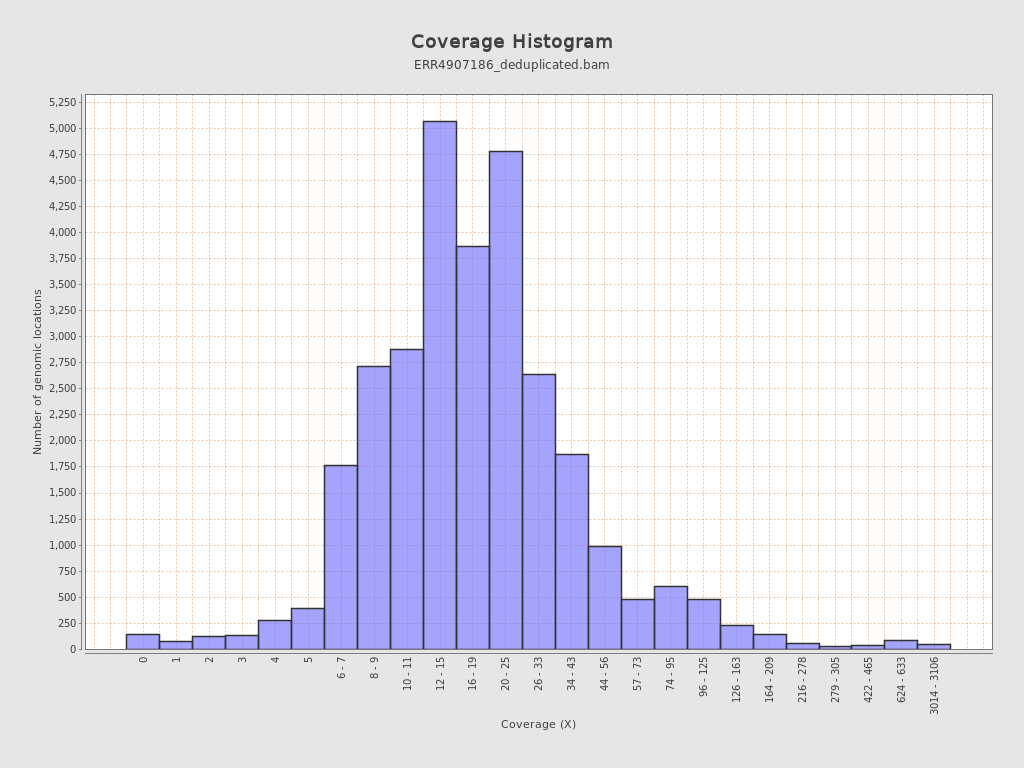 Coverage Histogram
ERR4907186_deduplicated.bam
Number of genomic locations
5,250
5,000
4,750
4,500
4,250
4,000
3,750
3,500
3,250
3,000
2,750
2,500
2,250
2,000
1,750
1,500
1,250
1,000
750
500
250
0
0
1
2
3
4
5
6 - 7
8 - 9
10 - 11
12 - 15
16 - 19
20 - 25
26 - 33
34 - 43
44 - 56
57 - 73
74 - 95
96 - 125
126 - 163
164 - 209
216 - 278
279 - 305
422 - 465
624 - 633
3014 - 3106
Coverage (X)